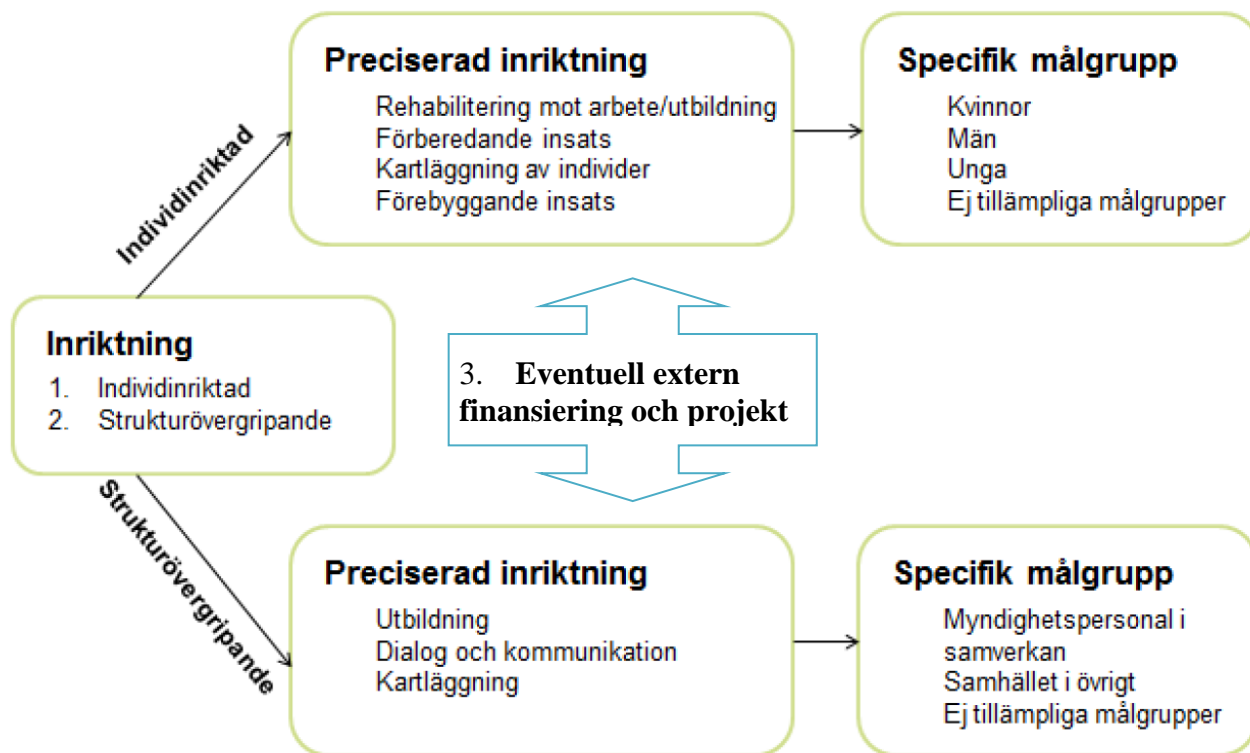 Preciserad inriktning
Rehabilitering mot arbete/utbildning
Förberedande insats
Kartläggning av individer
Förebyggande insats
Specifik målgrupp
Kvinnor
Män
Unga
Ej tillämpliga målgrupper
Individinriktad
Inriktning
1. Individinriktad
2. Strukturövergripande
3. Eventuell extern
finansiering och projekt
Strukturövergripande
Preciserad inriktning
Utbildning
Dialog och kommunikation
Kartläggning
Specifik målgrupp
Myndighetspersonal i
samverkan
Samhället i övrigt
Ej tillämpliga målgrupper